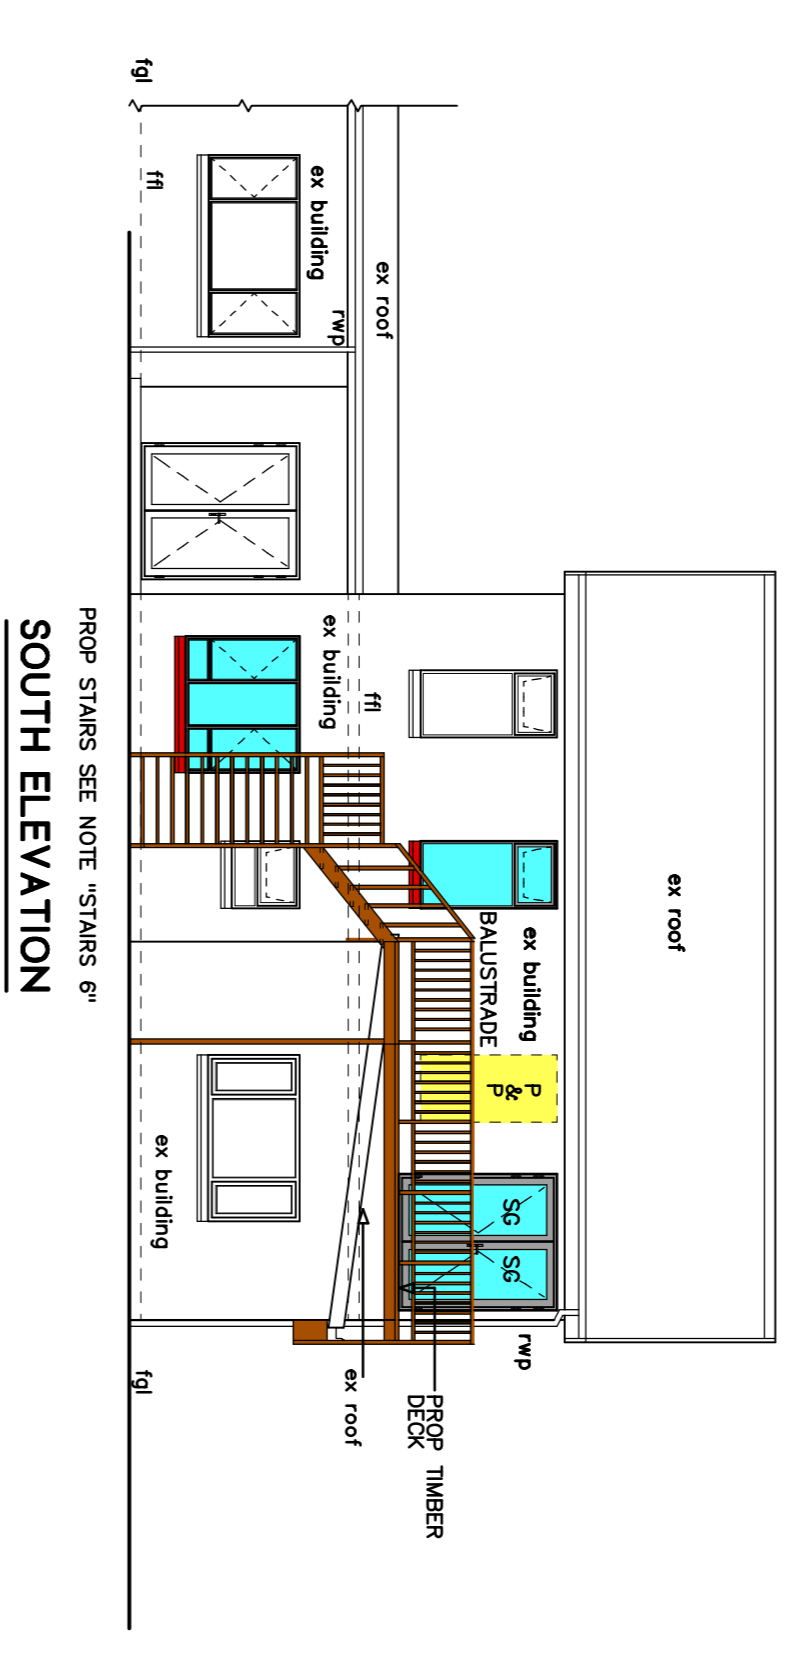 ex roof
ex building
BALUSTRADE
P & P
SG
SG
rwp
ex roof
ex building
rwp
ex building
ffl
PROP TIMBER
DECK
ex roof
ffl
ex building
fgl
fgl
PROP STAIRS SEE NOTE "STAIRS 6"
SOUTH ELEVATION